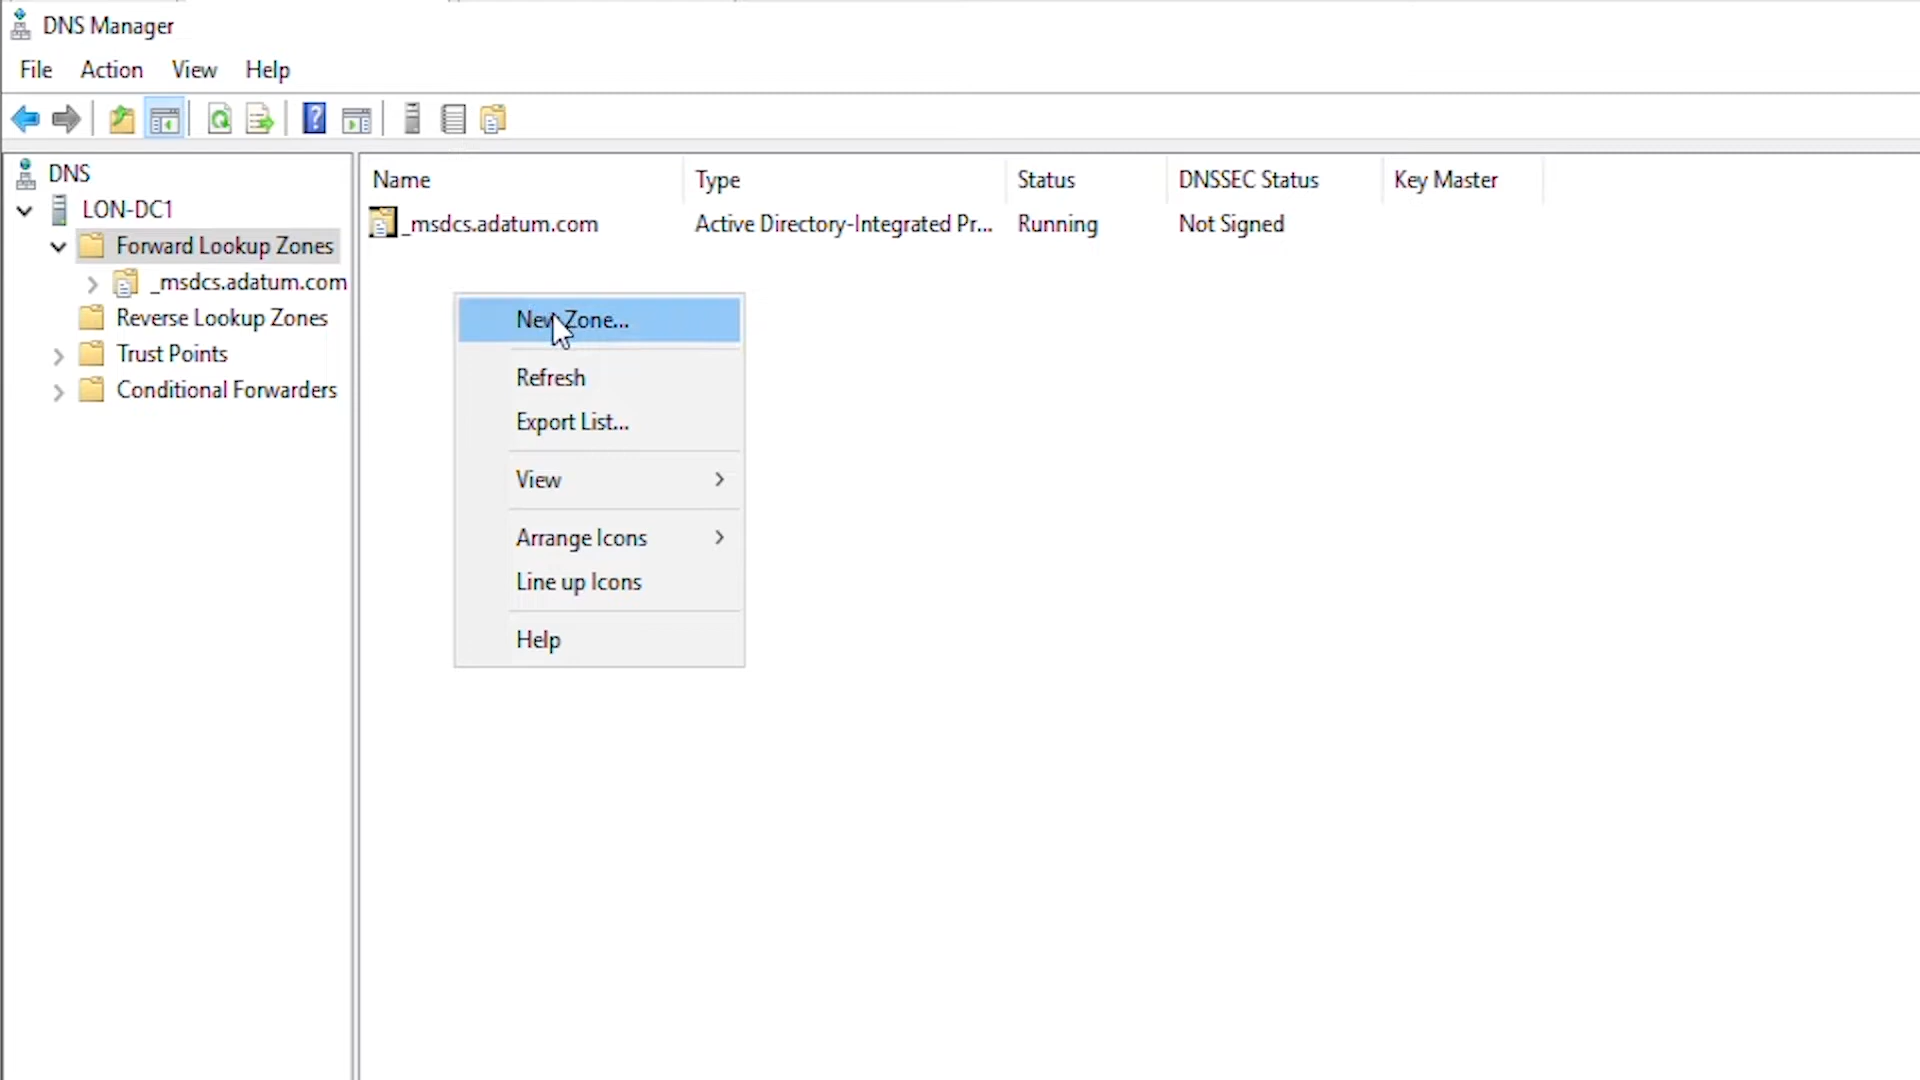 DNS Manager
File Action View Help
DNS
LON-DC1
Forward Lookup Zones
_msdcs.adatum.com
Reverse Lookup Zones
Trust Points
Conditional Forwarders
Name Type Status DNSSEC Status Key Master
_msdcs.adatum.com Active Directory-Integrated Pr... Running Not Signed
New Zone...
Refresh
Export List...
View
Arrange Icons
Line up Icons
Help